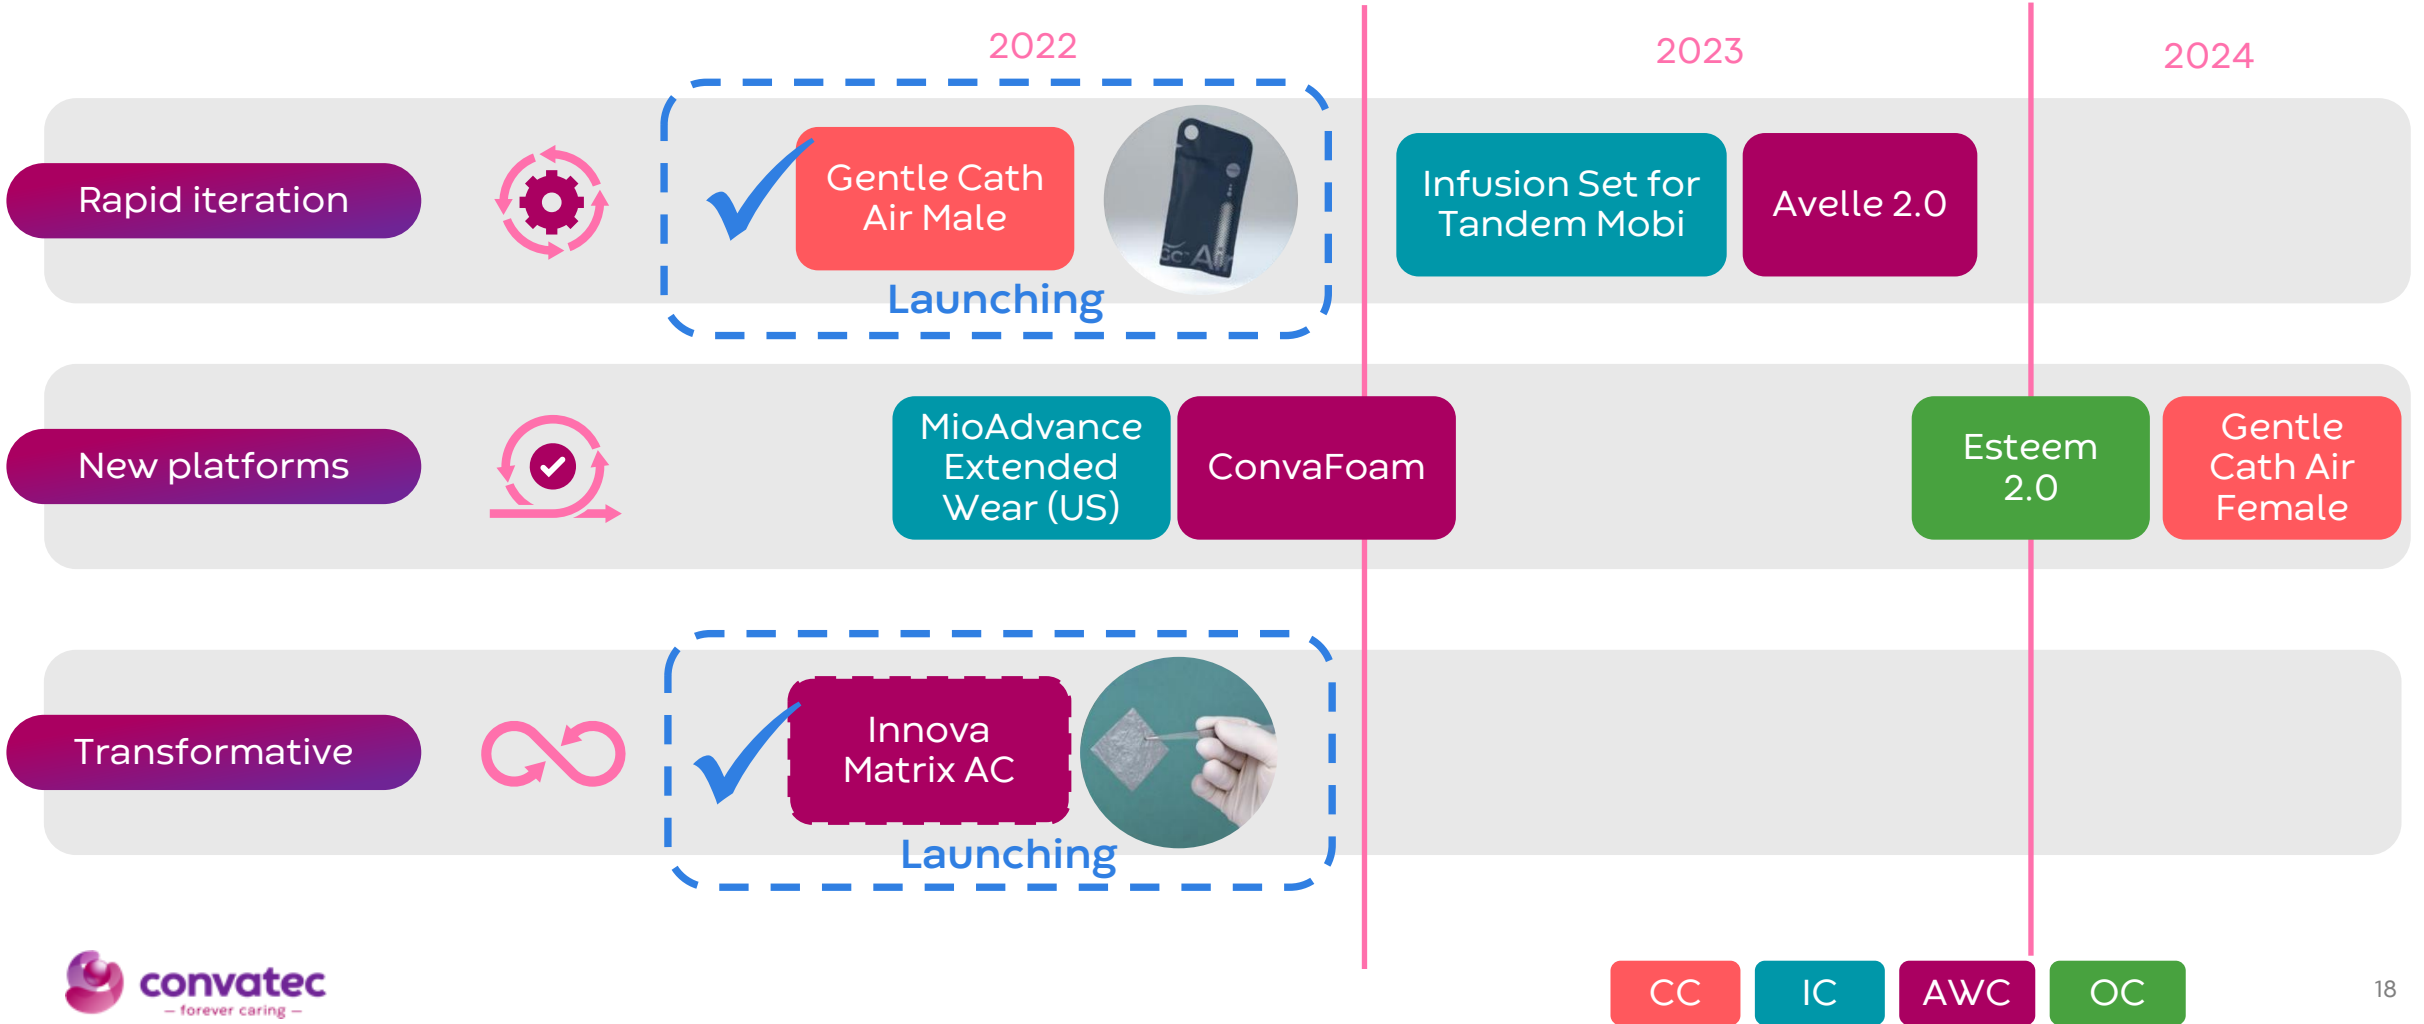 2022
2023
2024
Rapid iteration
Gentle Cath
Air Male
GC™ Air
Launching
Infusion Set for
Tandem Mobi
Avelle 2.0
New platforms
MioAdvance
Extended
Wear (US)
ConvaFoam
Esteem
2.0
Gentle
Cath Air
Female
Transformative
Innova
Matrix AC
Launching
convatec
– forever caring –
CC
IC
AWC
OC
18